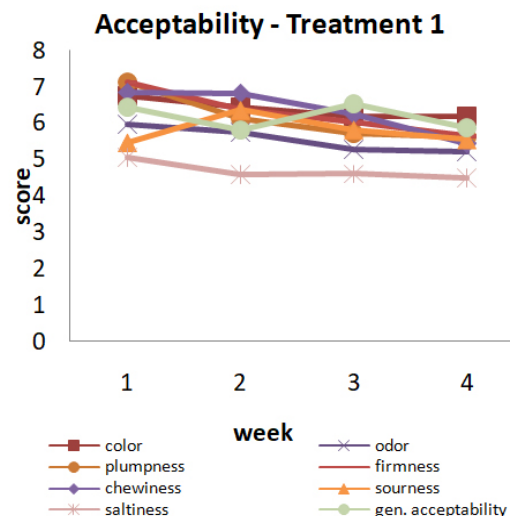 Acceptability - Treatment 1
8
7
6
5
4
3
2
1
0
score
1 2 3 4
week
color odor
plumpness firmness
chewiness sourness
saltiness gen. acceptability